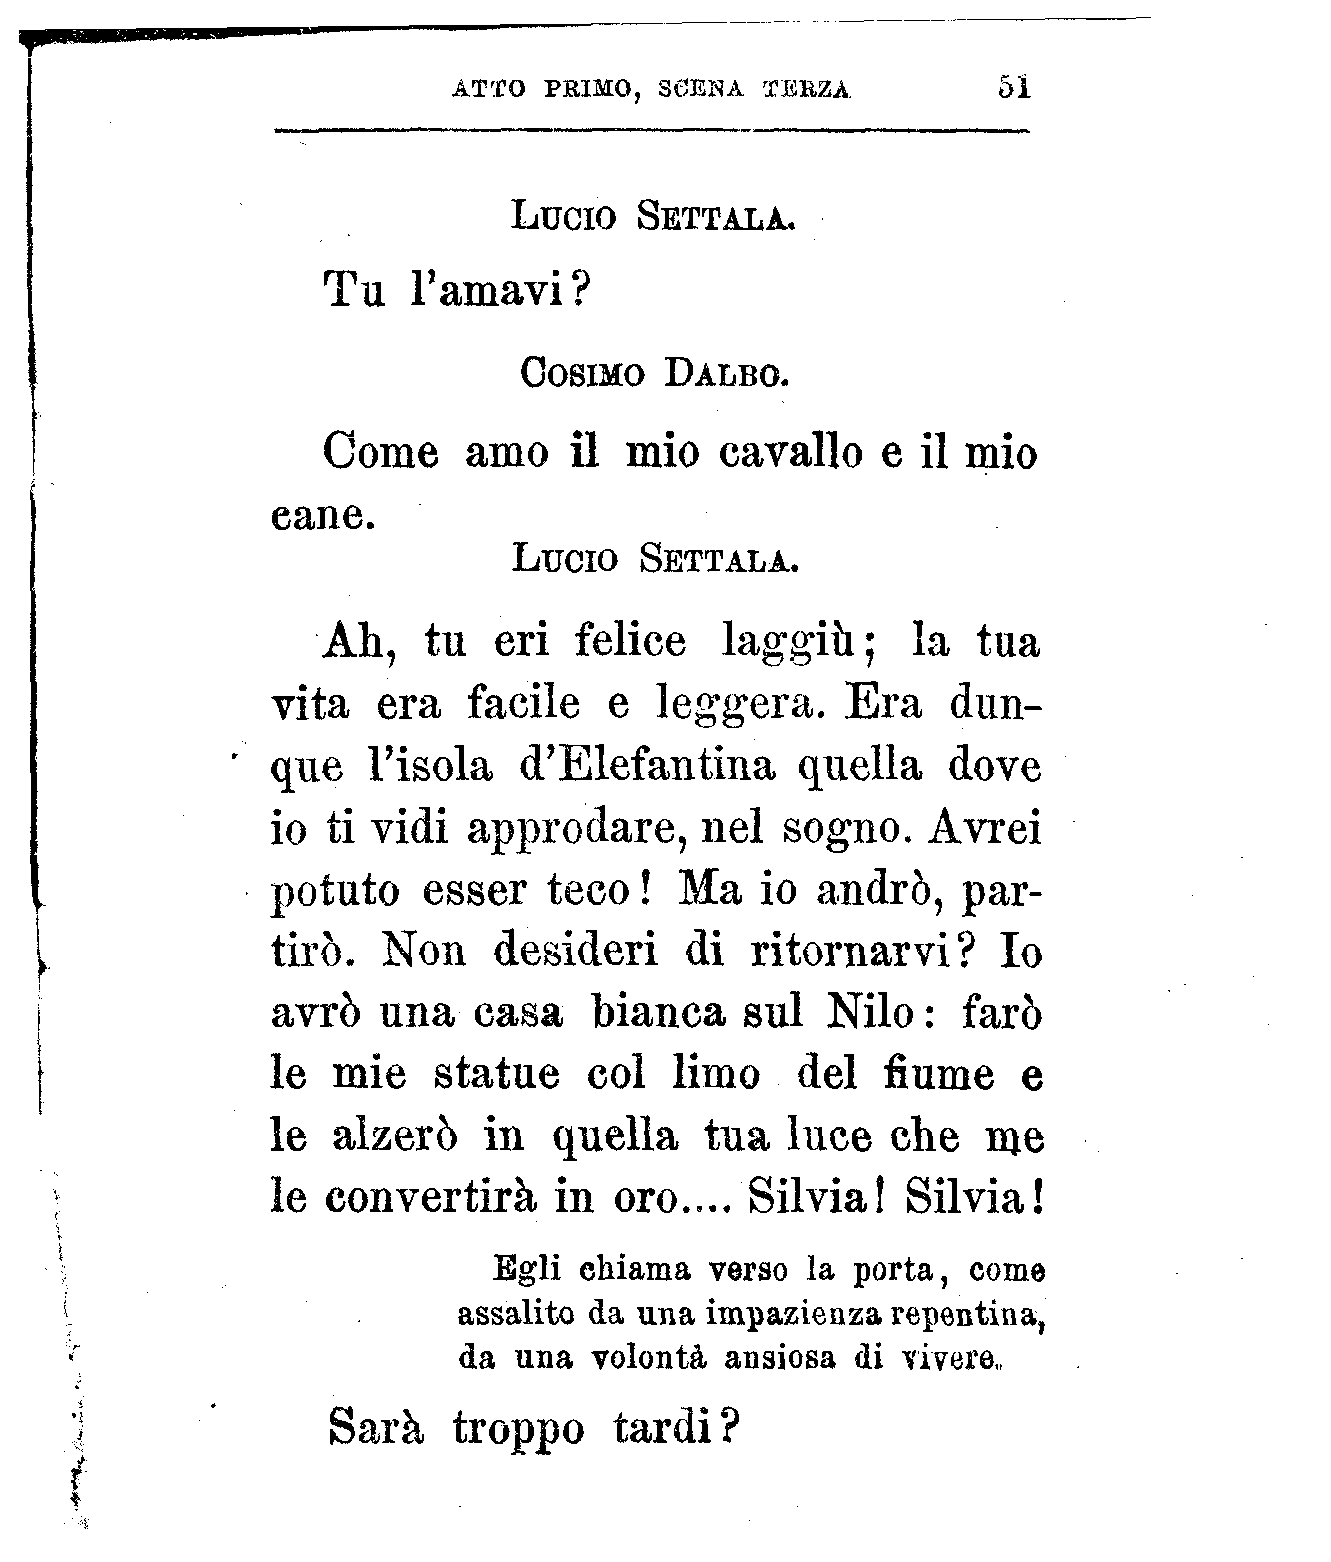 ATTO PRIMO, SCENA TERZA 51
LUCIO SETTALA.
Tu l'amavi?
COSIMO DALBO.
Come amo il mio cavallo e il mio
cane.
LUCIO SETTALA.
Ah, tu eri felice laggiù; la tua
vita era facile e leggera. Era dun-
que l'isola d'Elefantina quella dove
io ti vidi approdare, nel sogno. Avrei
potuto esser teco! Ma io andrò, par-
tirò. Non desideri di ritornarvi? Io
avrò una casa bianca sul Nilo: farò
le mie statue col limo del fiume e
le alzerò in quella tua luce che me
le convertirà in oro.... Silvia! Silvia!
Egli chiama verso la porta, come
assalito da una impazienza repentina,
da una volontà ansiosa di vivere.
Sarà troppo tardi?